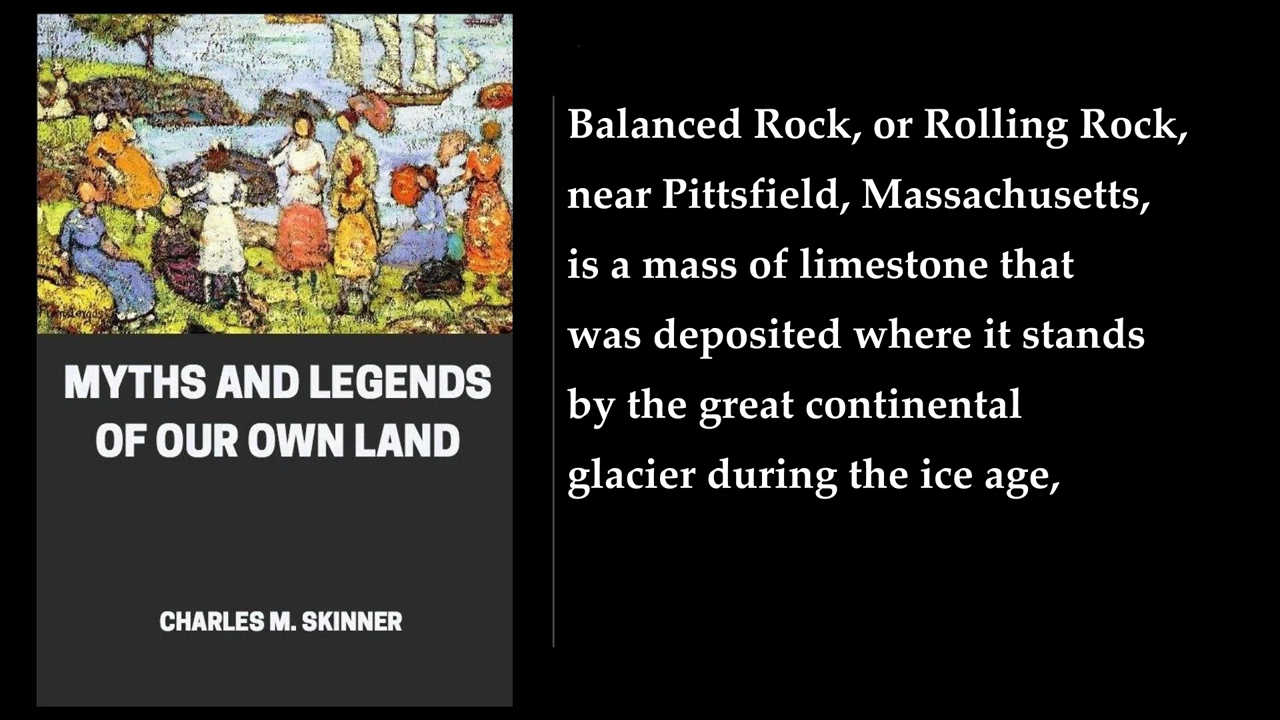 MYTHS AND LEGENDS
OF OUR OWN LAND
CHARLES M. SKINNER
Balanced Rock, or Rolling Rock,
near Pittsfield, Massachusetts,
is a mass of limestone that
was deposited where it stands
by the great continental
glacier during the ice age,